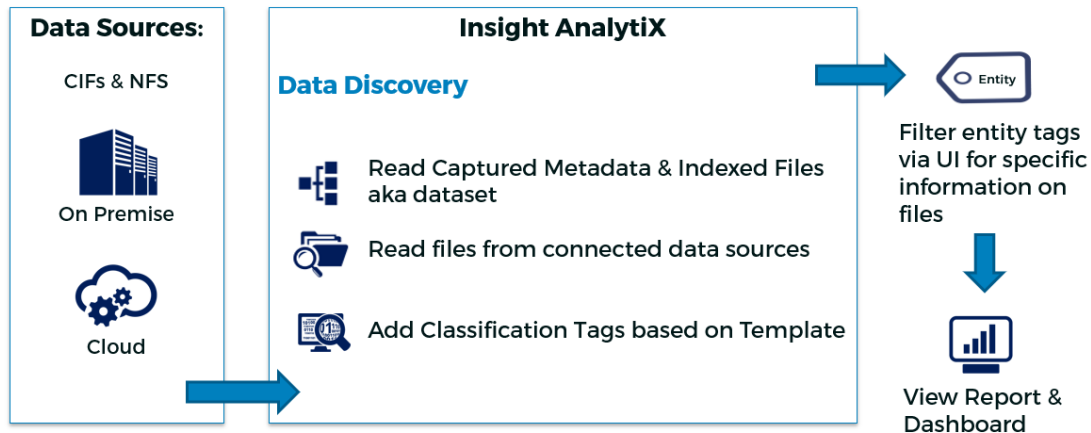 Data Sources:
CIFs & NFS
On Premise
Cloud
Insight AnalytiX
Data Discovery
Read Captured Metadata & Indexed Files
aka dataset
Read files from connected data sources
Add Classification Tags based on Template
Entity
Filter entity tags
via UI for specific
information on
files
View Report &
Dashboard